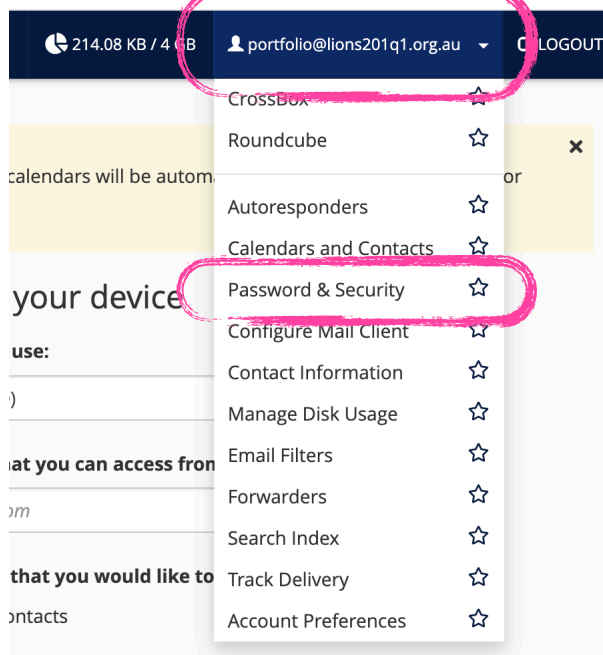 214.08 KB / 4 GB portfolio@lions201q1.org.au LOGOUT
CrossBox
Roundcube
calendars will be autom or
Autoresponders
Calendars and Contacts
your device Password & Security
Configure Mail Client
use:
Contact Information
)
Manage Disk Usage
Email Filters
at you can access from
Forwarders
om
Search Index
that you would like to Track Delivery
ontacts Account Preferences